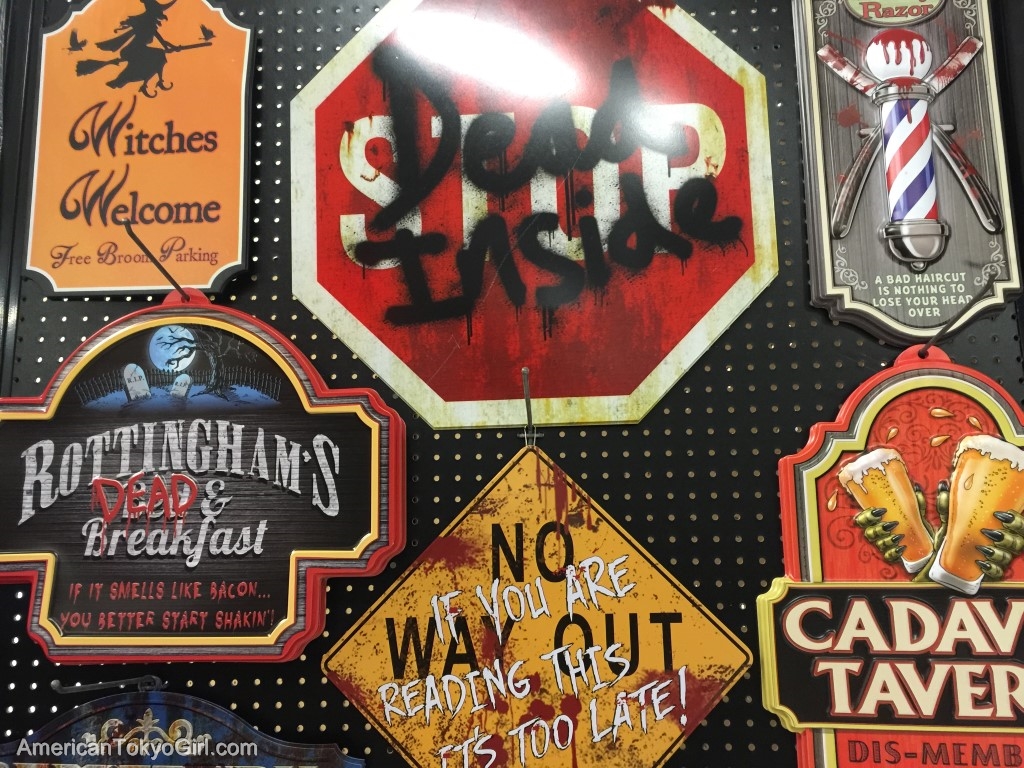 Witches
Welcome
Free Broom Parking
STOP
Dead
Inside
Razor
A BAD HAIRCUT
IS NOTHING TO
LOSE YOUR HEAD
OVER
ROTTINGHAM'S
DEAD &
Breakfast
IF IT SMELLS LIKE BACON...
YOU BETTER START SHAKIN'!
NO
WAY OUT
IF YOU ARE
READING THIS
IT'S TOO LATE!
CADAV
TAVER
DIS-MEMB
AmericanTokyoGirl.com